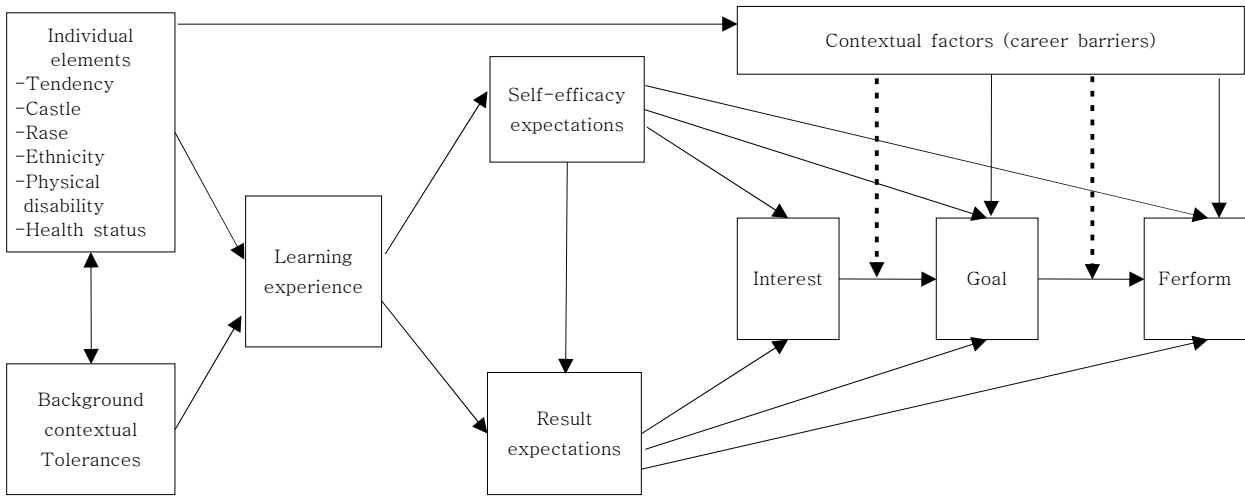 Individual
elements
-Tendency
-Castle
-Rase
-Ethnicity
-Physical
disability
-Health status
Contextual factors (career barriers)
Self-efficacy
expectations
Learning
experience
Interest
Goal
Ferform
Background
contextual
Tolerances
Result
expectations